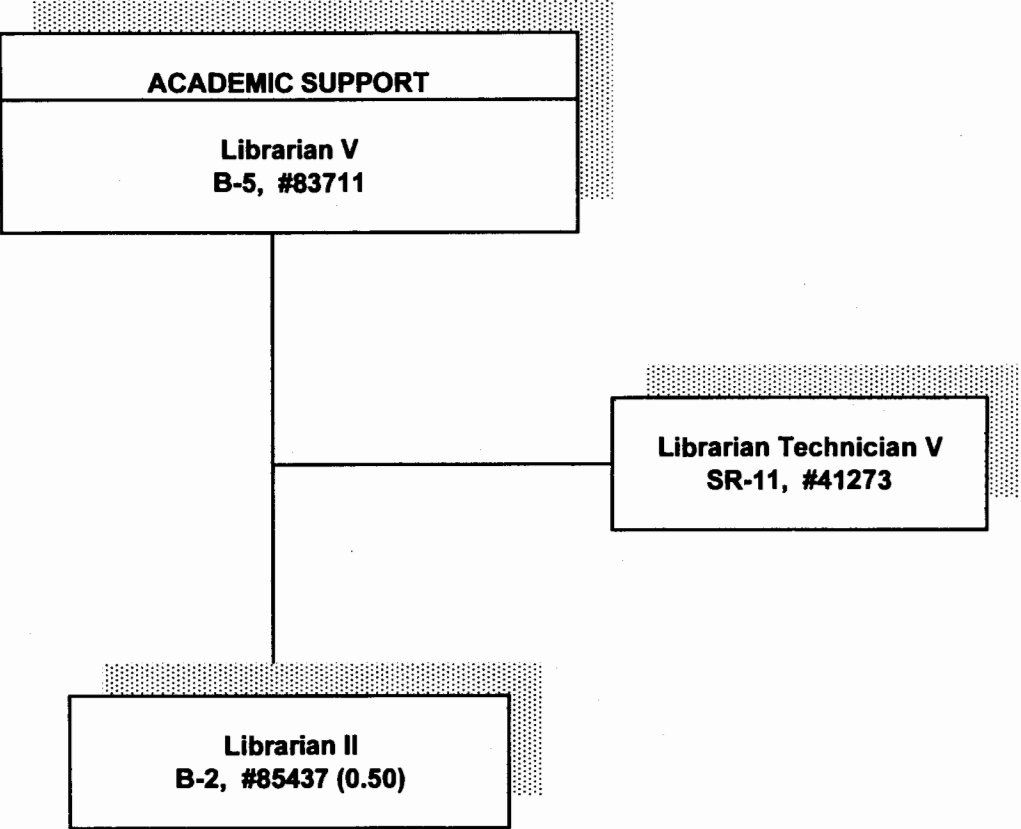 ACADEMIC SUPPORT
Librarian V
B-5, #83711
Librarian Technician V
SR-11, #41273
Librarian II
B-2, #85437 (0.50)